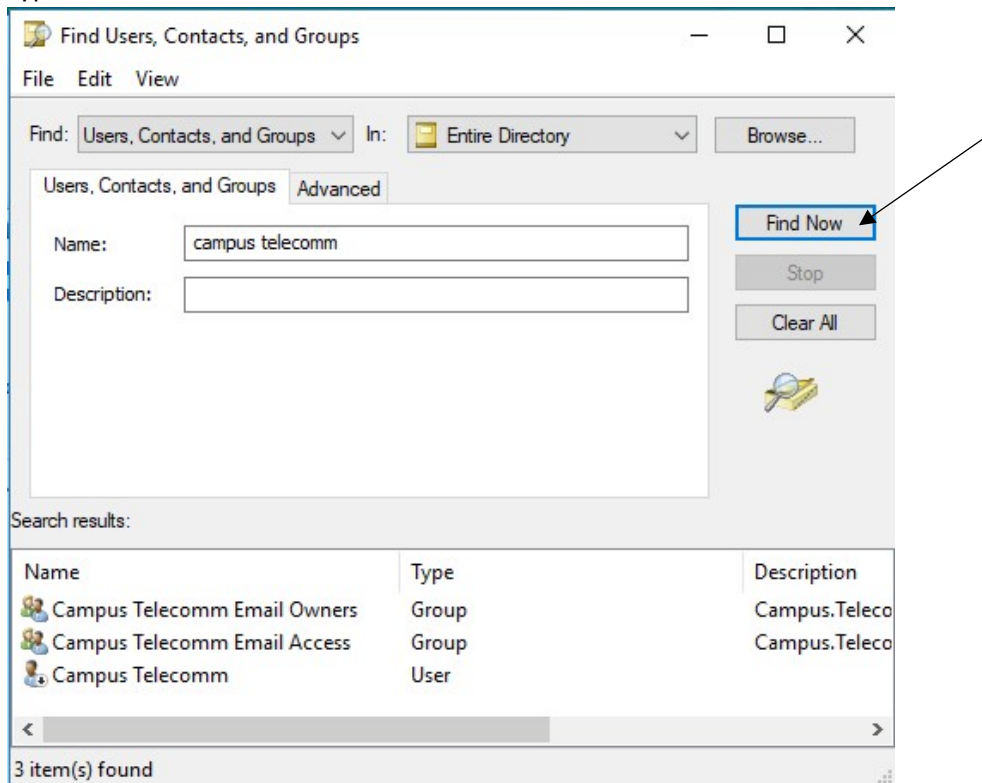 Find Users, Contacts, and Groups
File Edit View
Find: Users, Contacts, and Groups In: Entire Directory Browse...
Users, Contacts, and Groups Advanced
Find Now
Name: campus telecomm
Stop
Description:
Clear All
Search results:
Name Type Description
Campus Telecomm Email Owners Group Campus.Teleco
Campus Telecomm Email Access Group Campus.Teleco
Campus Telecomm User
3 item(s) found